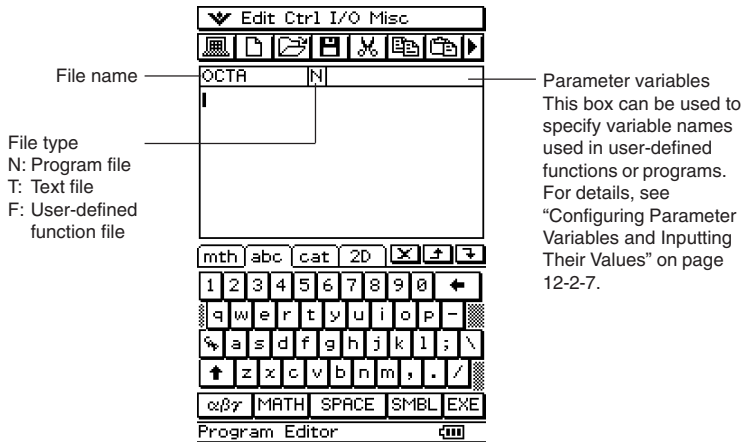 Edit Ctrl I/O Misc
File name
OCTA N
Parameter variables
This box can be used to
specify variable names
used in user-defined
functions or programs.
For details, see
“Configuring Parameter
Variables and Inputting
Their Values” on page
12-2-7.
File type
N: Program file
T: Text file
F: User-defined
function file
mth abc cat 2D
1 2 3 4 5 6 7 8 9 0
q w e r t y u i o p -
a s d f g h j k l ; \
z x c v b n m , . /
αβγ MATH SPACE SMBL EXE
Program Editor